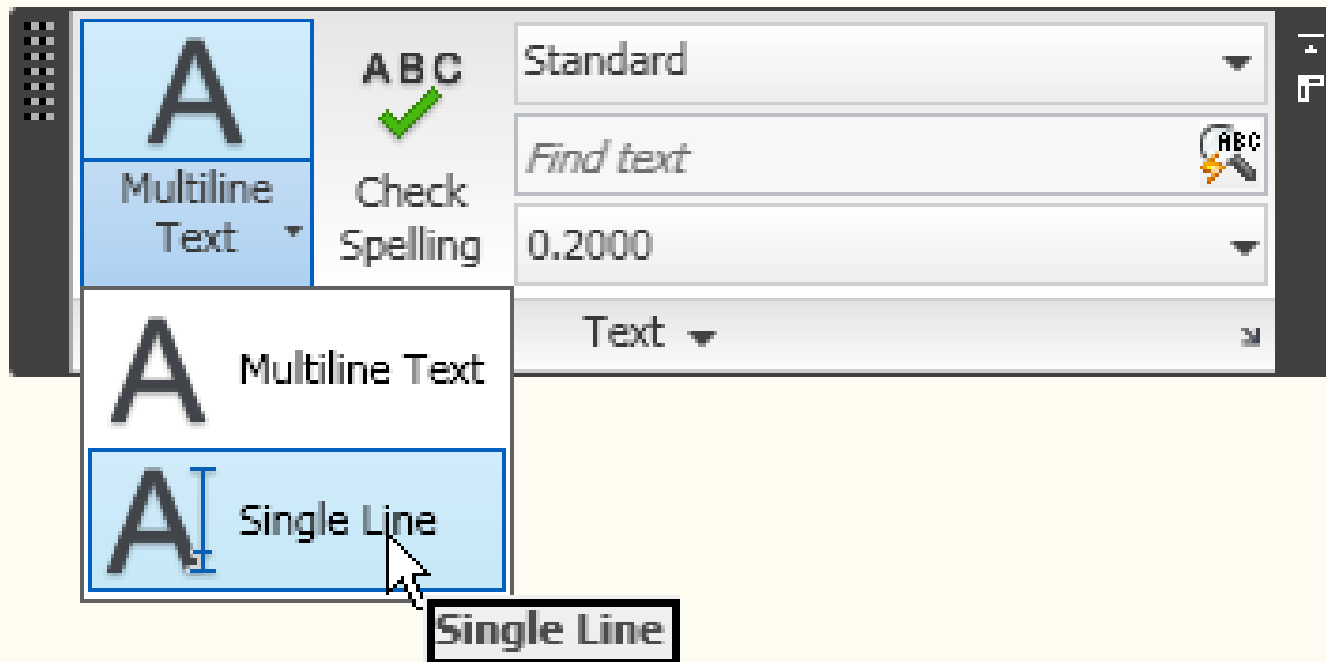 Multiline
Text
ABC
Check
Spelling
Standard
Find text
ABC
0.2000
Text
Multiline Text
Single Line
Single Line